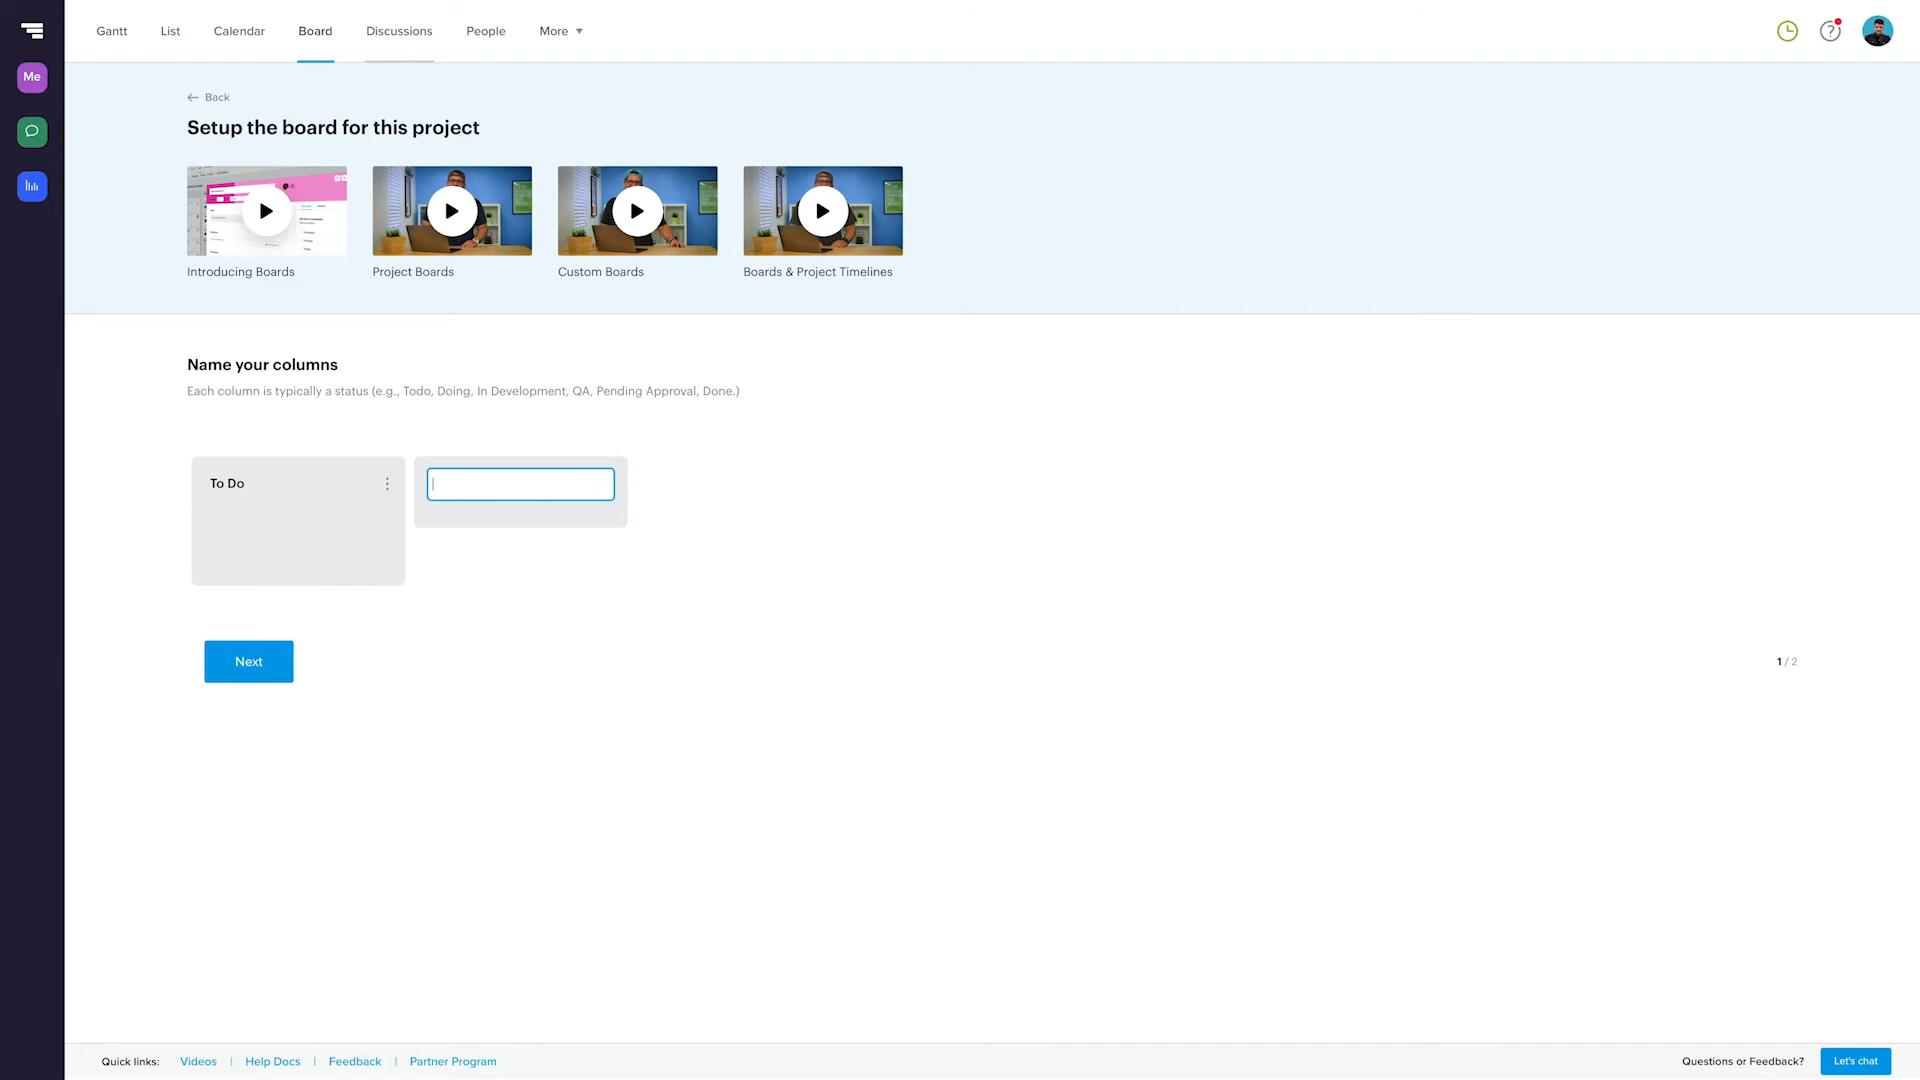 Gantt List Calendar Board Discussions People More
Me
Back
Setup the board for this project
Introducing Boards Project Boards Custom Boards Boards & Project Timelines
Name your columns
Each column is typically a status (e.g., Todo, Doing, In Development, QA, Pending Approval, Done.)
To Do
Next
1 / 2
Quick links: Videos | Help Docs | Feedback | Partner Program Questions or Feedback? Let's chat